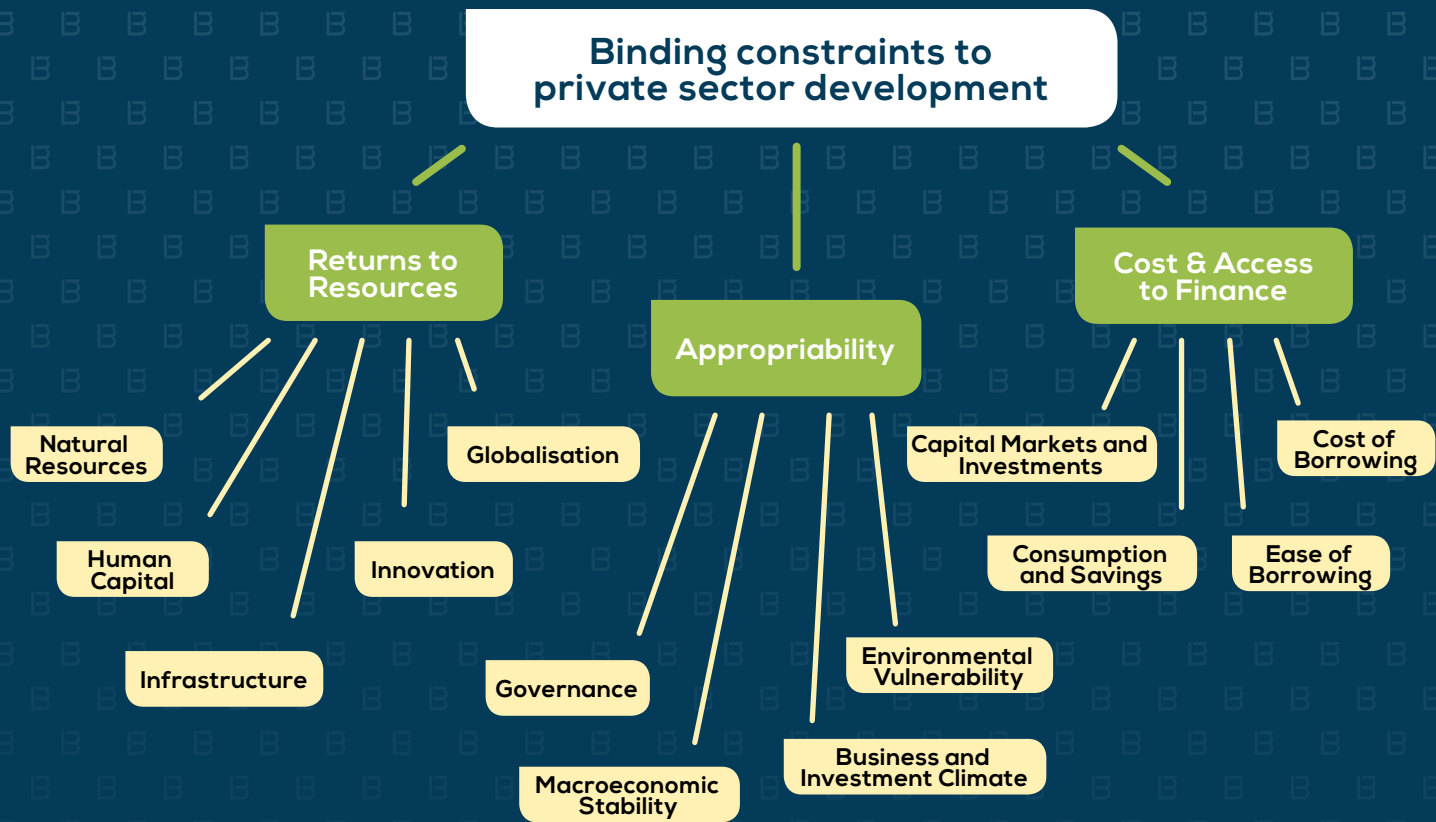 Binding constraints to
private sector development
Returns to
Resources
Appropriability
Cost & Access
to Finance
Natural
Resources
Human
Capital
Infrastructure
Innovation
Globalisation
Governance
Macroeconomic
Stability
Business and
Investment Climate
Environmental
Vulnerability
Capital Markets and
Investments
Consumption
and Savings
Ease of
Borrowing
Cost of
Borrowing